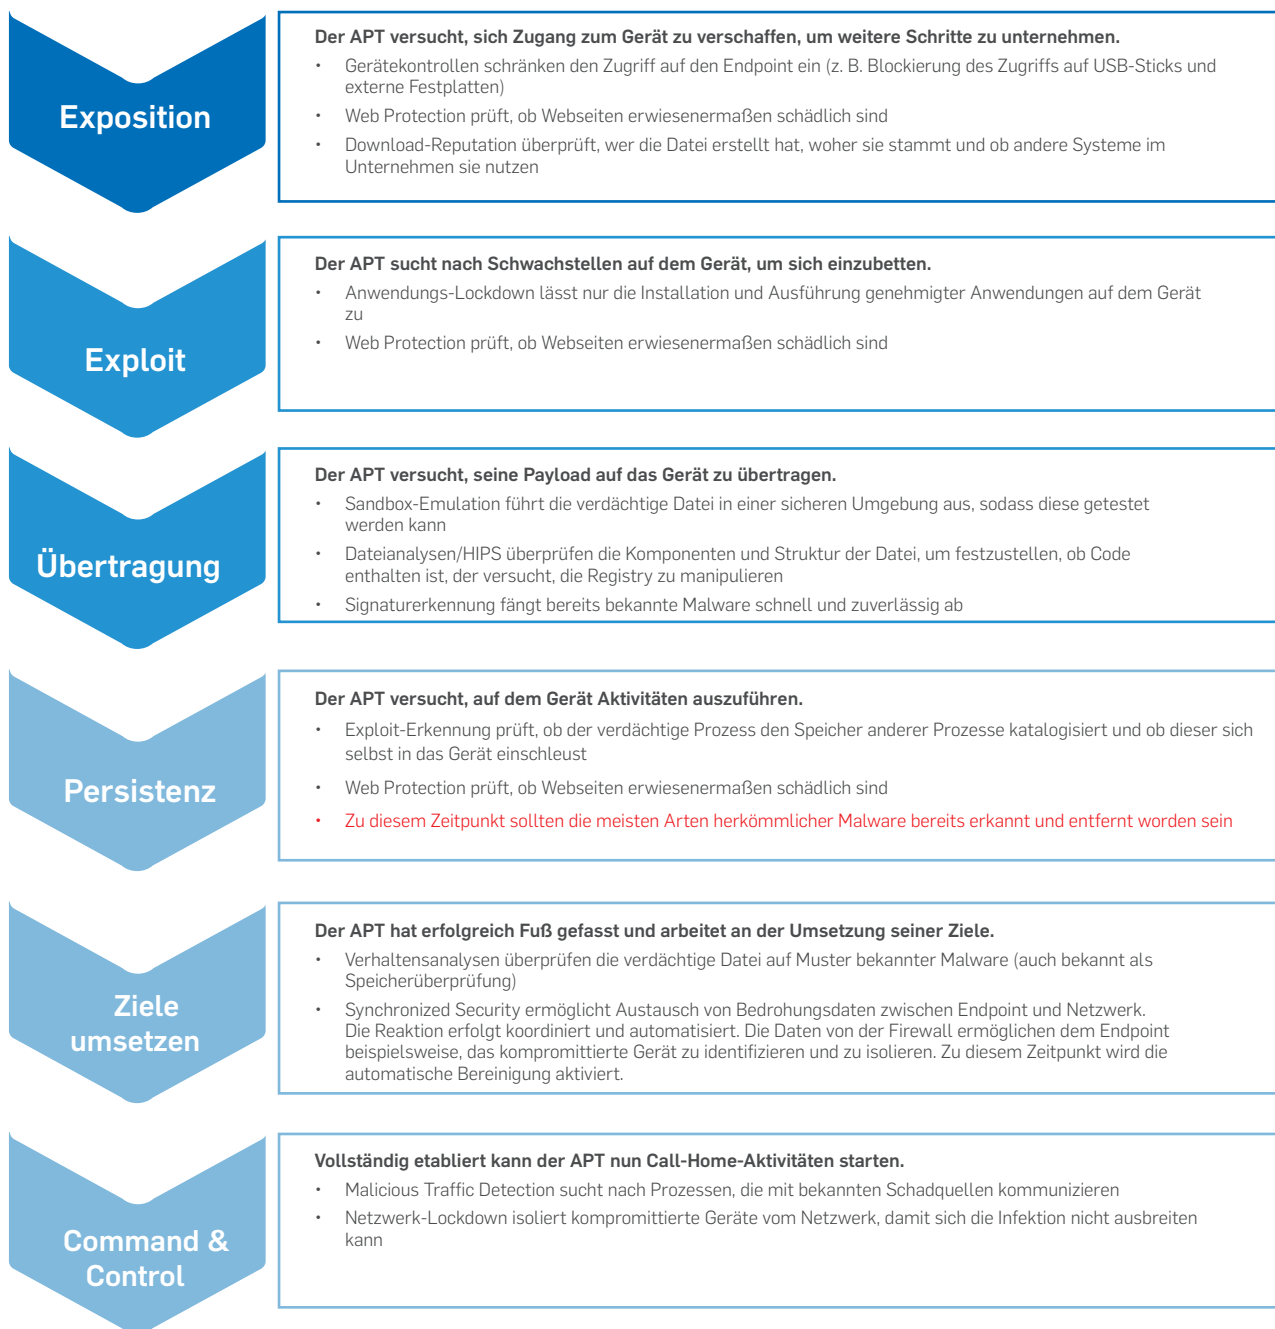 Exposition
Der APT versucht, sich Zugang zum Gerät zu verschaffen, um weitere Schritte zu unternehmen.
• Gerätekontrollen schränken den Zugriff auf den Endpoint ein (z. B. Blockierung des Zugriffs auf USB-Sticks und
externe Festplatten)
• Web Protection prüft, ob Webseiten erwiesenermaßen schädlich sind
• Download-Reputation überprüft, wer die Datei erstellt hat, woher sie stammt und ob andere Systeme im
Unternehmen sie nutzen
Exploit
Der APT sucht nach Schwachstellen auf dem Gerät, um sich einzubetten.
• Anwendungs-Lockdown lässt nur die Installation und Ausführung genehmigter Anwendungen auf dem Gerät
zu
• Web Protection prüft, ob Webseiten erwiesenermaßen schädlich sind
Übertragung
Der APT versucht, seine Payload auf das Gerät zu übertragen.
• Sandbox-Emulation führt die verdächtige Datei in einer sicheren Umgebung aus, sodass diese getestet
werden kann
• Dateianalysen/HIPS überprüfen die Komponenten und Struktur der Datei, um festzustellen, ob Code
enthalten ist, der versucht, die Registry zu manipulieren
• Signaturerkennung fängt bereits bekannte Malware schnell und zuverlässig ab
Persistenz
Der APT versucht, auf dem Gerät Aktivitäten auszuführen.
• Exploit-Erkennung prüft, ob der verdächtige Prozess den Speicher anderer Prozesse katalogisiert und ob dieser sich
selbst in das Gerät einschleust
• Web Protection prüft, ob Webseiten erwiesenermaßen schädlich sind
• Zu diesem Zeitpunkt sollten die meisten Arten herkömmlicher Malware bereits erkannt und entfernt worden sein
Ziele
umsetzen
Der APT hat erfolgreich Fuß gefasst und arbeitet an der Umsetzung seiner Ziele.
• Verhaltensanalysen überprüfen die verdächtige Datei auf Muster bekannter Malware (auch bekannt als
Speicherüberprüfung)
• Synchronized Security ermöglicht Austausch von Bedrohungsdaten zwischen Endpoint und Netzwerk.
Die Reaktion erfolgt koordiniert und automatisiert. Die Daten von der Firewall ermöglichen dem Endpoint
beispielsweise, das kompromittierte Gerät zu identifizieren und zu isolieren. Zu diesem Zeitpunkt wird die
automatische Bereinigung aktiviert.
Command &
Control
Vollständig etabliert kann der APT nun Call-Home-Aktivitäten starten.
• Malicious Traffic Detection sucht nach Prozessen, die mit bekannten Schadquellen kommunizieren
• Netzwerk-Lockdown isoliert kompromittierte Geräte vom Netzwerk, damit sich die Infektion nicht ausbreiten
kann